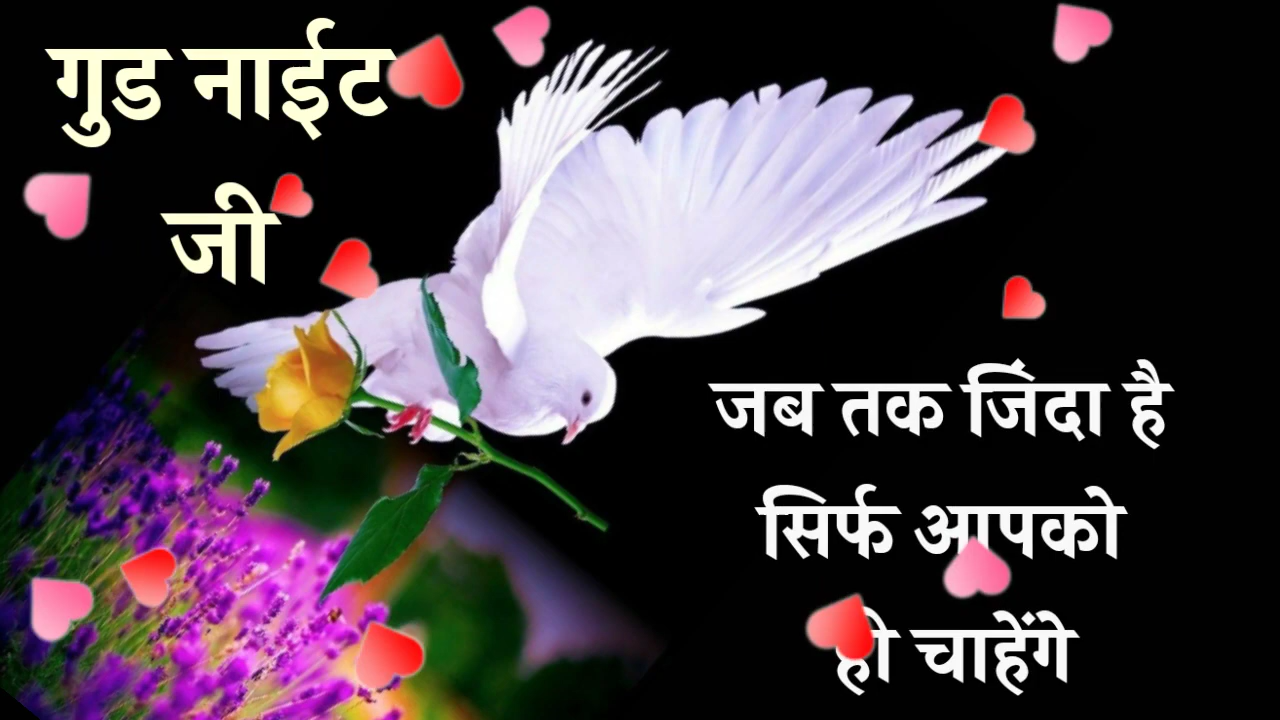 गुड नाईट
जी
जब तक जिंदा है
सिर्फ आपको
ही चाहेंगे